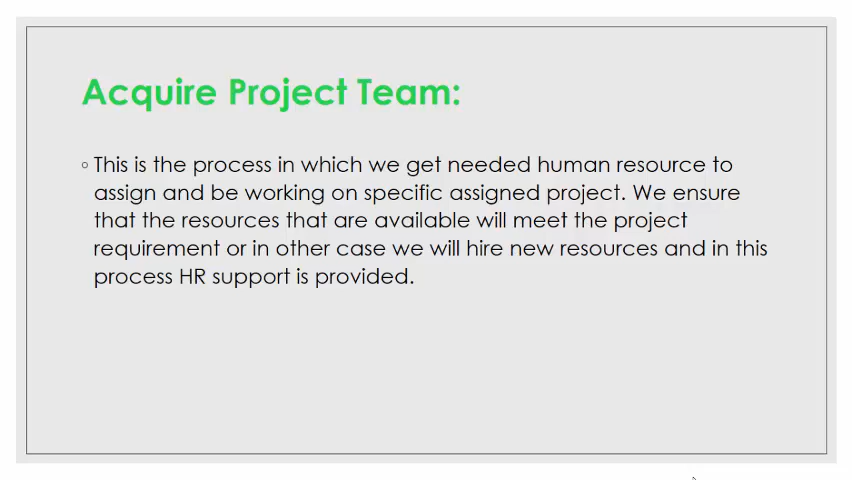 Acquire Project Team:
◦ This is the process in which we get needed human resource to
assign and be working on specific assigned project. We ensure
that the resources that are available will meet the project
requirement or in other case we will hire new resources and in this
process HR support is provided.